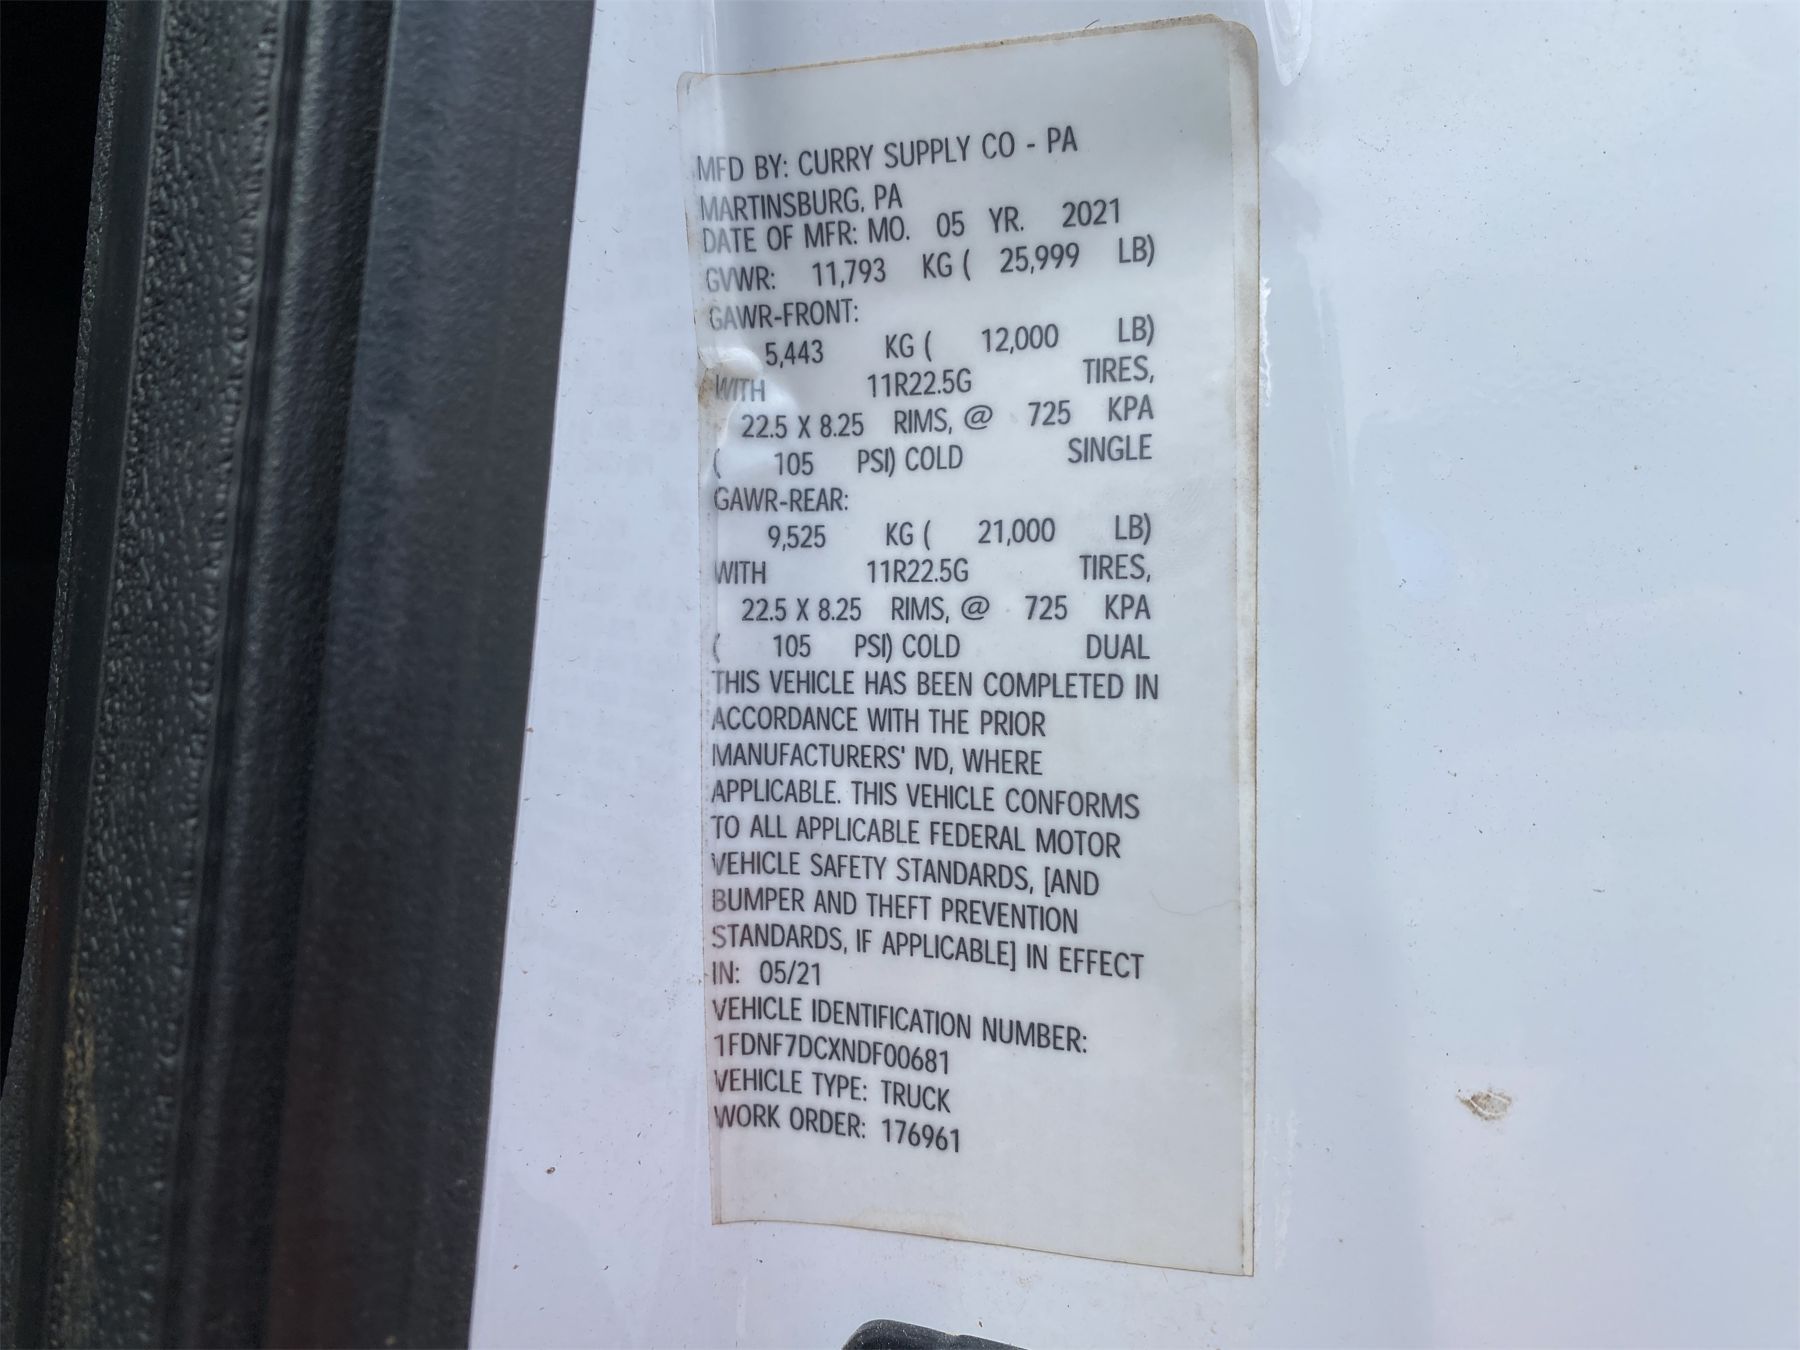 MFD BY: CURRY SUPPLY CO - PA
MARTINSBURG, PA
DATE OF MFR: MO. 05 YR. 2021
GVWR: 11,793 KG ( 25,999 LB)
GAWR-FRONT:
5,443 KG ( 12,000 LB)
WITH 11R22.5G TIRES,
22.5 X 8.25 RIMS, @ 725 KPA
( 105 PSI) COLD SINGLE
GAWR-REAR:
9,525 KG ( 21,000 LB)
WITH 11R22.5G TIRES,
22.5 X 8.25 RIMS, @ 725 KPA
( 105 PSI) COLD DUAL
THIS VEHICLE HAS BEEN COMPLETED IN
ACCORDANCE WITH THE PRIOR
MANUFACTURERS' IVD, WHERE
APPLICABLE. THIS VEHICLE CONFORMS
TO ALL APPLICABLE FEDERAL MOTOR
VEHICLE SAFETY STANDARDS, [AND
BUMPER AND THEFT PREVENTION
STANDARDS, IF APPLICABLE] IN EFFECT
IN: 05/21
VEHICLE IDENTIFICATION NUMBER:
1FDNF7DCXNDF00681
VEHICLE TYPE: TRUCK
WORK ORDER: 176961